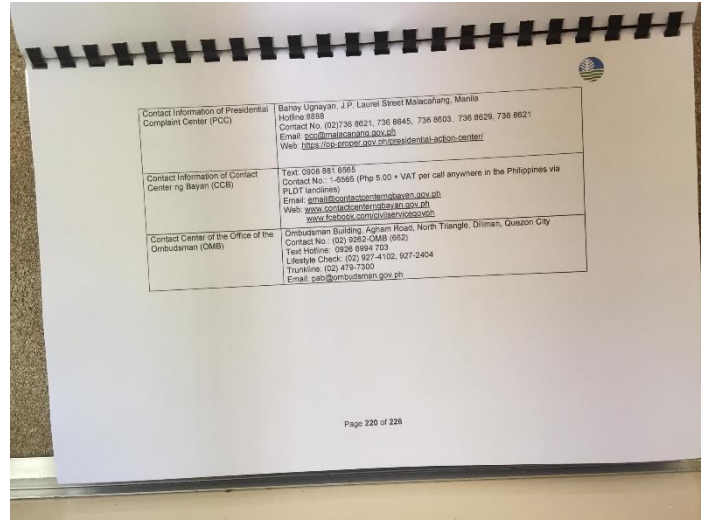 Contact Information of Presidential
Complaint Center (PCC)
Bahay Ugnayan, J.P. Laurel Street Malacañang, Manila
Hotline:8888
Contact No. (02)736 8621, 736 8645, 736 8603, 736 8629, 736 8621
Email: pcc@malacanang.gov.ph
Web: https://op-proper.gov.ph/presidential-action-center/
Contact Information of Contact
Center ng Bayan (CCB)
Text: 0908 881 6565
Contact No.: 1-6565 (Php 5.00 + VAT per call anywhere in the Philippines via
PLDT landlines)
Email: email@contactcenterngbayan.gov.ph
Web: www.contactcenterngbayan.gov.ph
www.fcebook.com/civilservicegovph
Contact Center of the Office of the
Ombudsman (OMB)
Ombudsman Building, Agham Road, North Triangle, Diliman, Quezon City
Contact No.: (02) 9262-OMB (662)
Text Hotline: 0926 6994 703
Lifestyle Check: (02) 927-4102, 927-2404
Trunkline: (02) 479-7300
Email: pab@ombudsman.gov.ph
Page 220 of 226